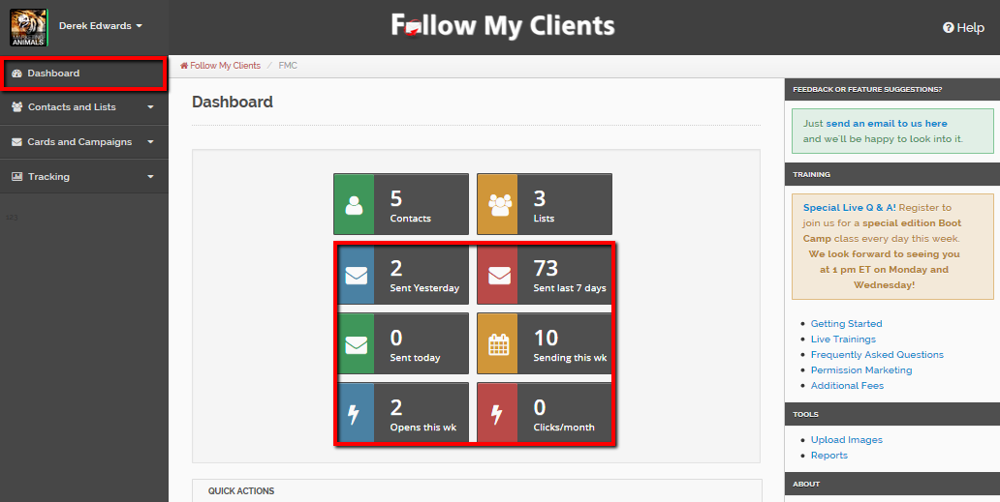 Derek Edwards
MARKETING
ANIMALS
Follow My Clients
Help
Dashboard
Contacts and Lists
Cards and Campaigns
Tracking
Follow My Clients / FMC
Dashboard
5
Contacts
3
Lists
2
Sent Yesterday
73
Sent last 7 days
0
Sent today
10
Sending this wk
2
Opens this wk
0
Clicks/month
QUICK ACTIONS
FEEDBACK OR FEATURE SUGGESTIONS?
Just send an email to us here
and we'll be happy to look into it.
TRAINING
Special Live Q & A! Register to
join us for a special edition Boot
Camp class every day this week.
We look forward to seeing you
at 1 pm ET on Monday and
Wednesday!
Getting Started
Live Trainings
Frequently Asked Questions
Permission Marketing
Additional Fees
TOOLS
Upload Images
Reports
ABOUT